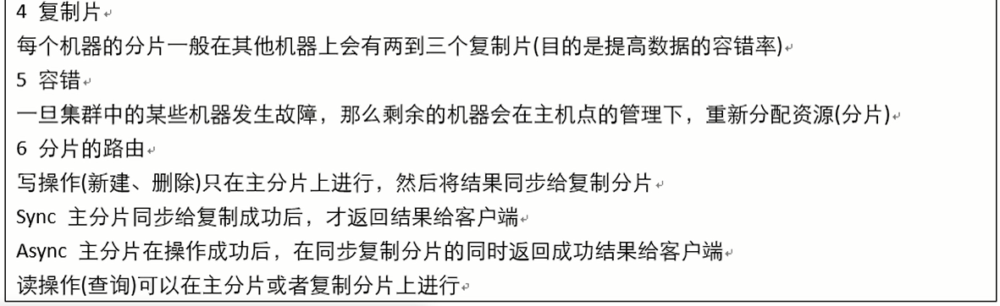 4 复制片
每个机器的分片一般在其他机器上会有两到三个复制片(目的是提高数据的容错率)
5 容错
一旦集群中的某些机器发生故障，那么剩余的机器会在主机点的管理下，重新分配资源(分片)
6 分片的路由
写操作(新建、删除)只在主分片上进行，然后将结果同步给复制分片
Sync 主分片同步给复制成功后，才返回结果给客户端
Async 主分片在操作成功后，在同步复制分片的同时返回成功结果给客户端
读操作(查询)可以在主分片或者复制分片上进行